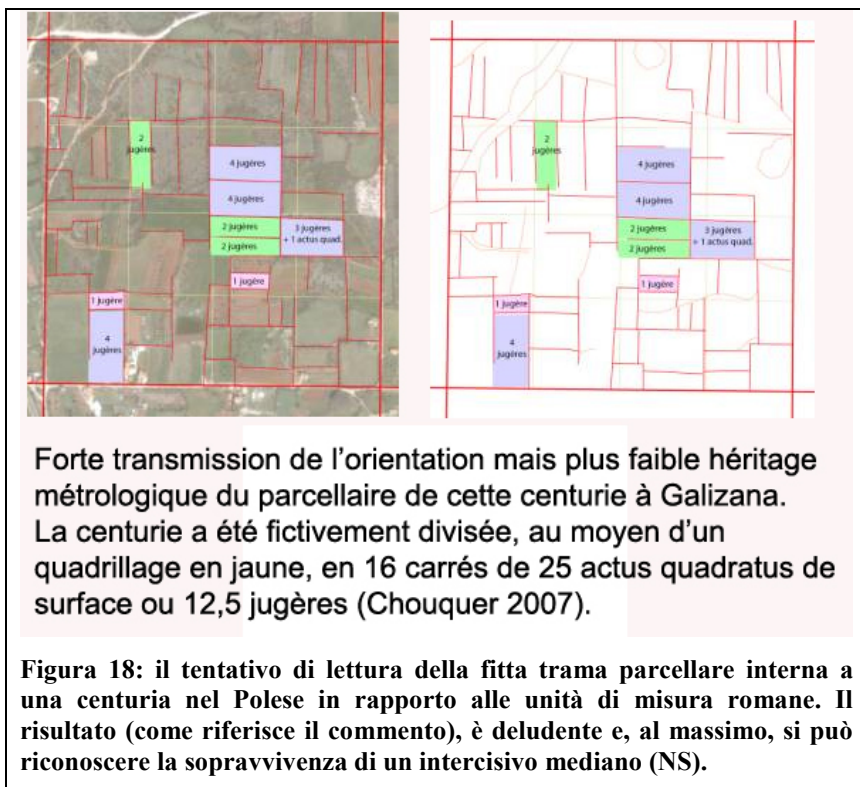 2
jugères
4 jugères
4 jugères
2 jugères
2 jugères
3 jugères
+ 1 actus quad.
1 jugère
1 jugère
4
jugères
2
jugères
4 jugères
4 jugères
2 jugères
2 jugères
3 jugères
+ 1 actus quad.
1 jugère
1 jugère
4
jugères
Forte transmission de l'orientation mais plus faible héritage
métrologique du parcellaire de cette centurie à Galizana.
La centurie a été fictivement divisée, au moyen d'un
quadrillage en jaune, en 16 carrés de 25 actus quadratus de
surface ou 12,5 jugères (Chouquer 2007).
Figura 18: il tentativo di lettura della fitta trama parcellare interna a
una centuria nel Polese in rapporto alle unità di misura romane. Il
risultato (come riferisce il commento), è deludente e, al massimo, si può
riconoscere la sopravvivenza di un intercisivo mediano (NS).